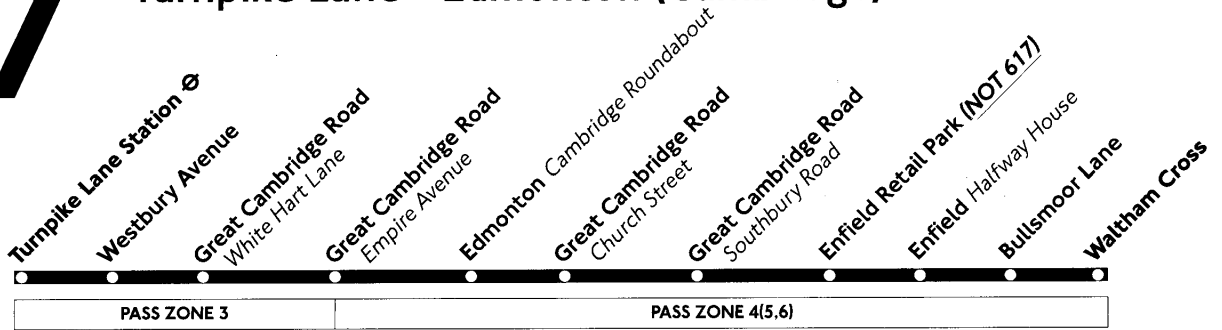 Turnpike Lane
Turnpike Lane Station
Westbury Avenue
Great Cambridge Road
White Hart Lane
Great Cambridge Road
Empire Avenue
Edmonton Cambridge Roundabout
Great Cambridge Road
Church Street
Great Cambridge Road
Southbury Road
Enfield Retail Park (NOT 617)
Enfield Halfway House
Bullsmoor Lane
Waltham Cross
PASS ZONE 3
PASS ZONE 4(5,6)